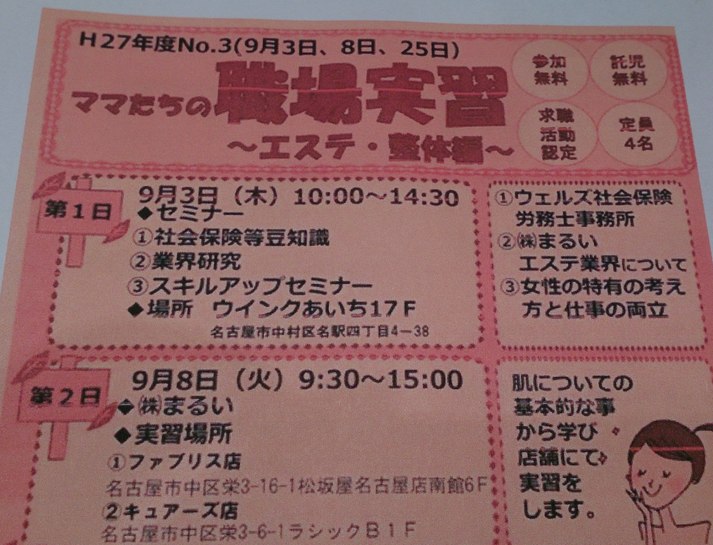 H27年度No.3(9月3日、8日、25日)
ママたちの職場実習
～エステ・整体編～
参加
無料
託児
無料
求職
活動
認定
定員
4名
第1日
9月3日（木）10:00～14:30
◆セミナー
①社会保険等豆知識
②業界研究
③スキルアップセミナー
◆場所　ウインクあいち17F
名古屋市中村区名駅四丁目4ー38
①ウェルズ社会保険
労務士事務所
②㈱まるい
エステ業界について
③女性の特有の考え
方と仕事の両立
第2日
9月8日（火）9:30～15:00
◆㈱まるい
◆実習場所
①ファブリス店
名古屋市中区栄3-16-1松坂屋名古屋店南館6F
②キュアーズ店
名古屋市中区栄3-6-1ラシックB1F
肌についての
基本的な事
から学び
店舗にて
実習を
します。